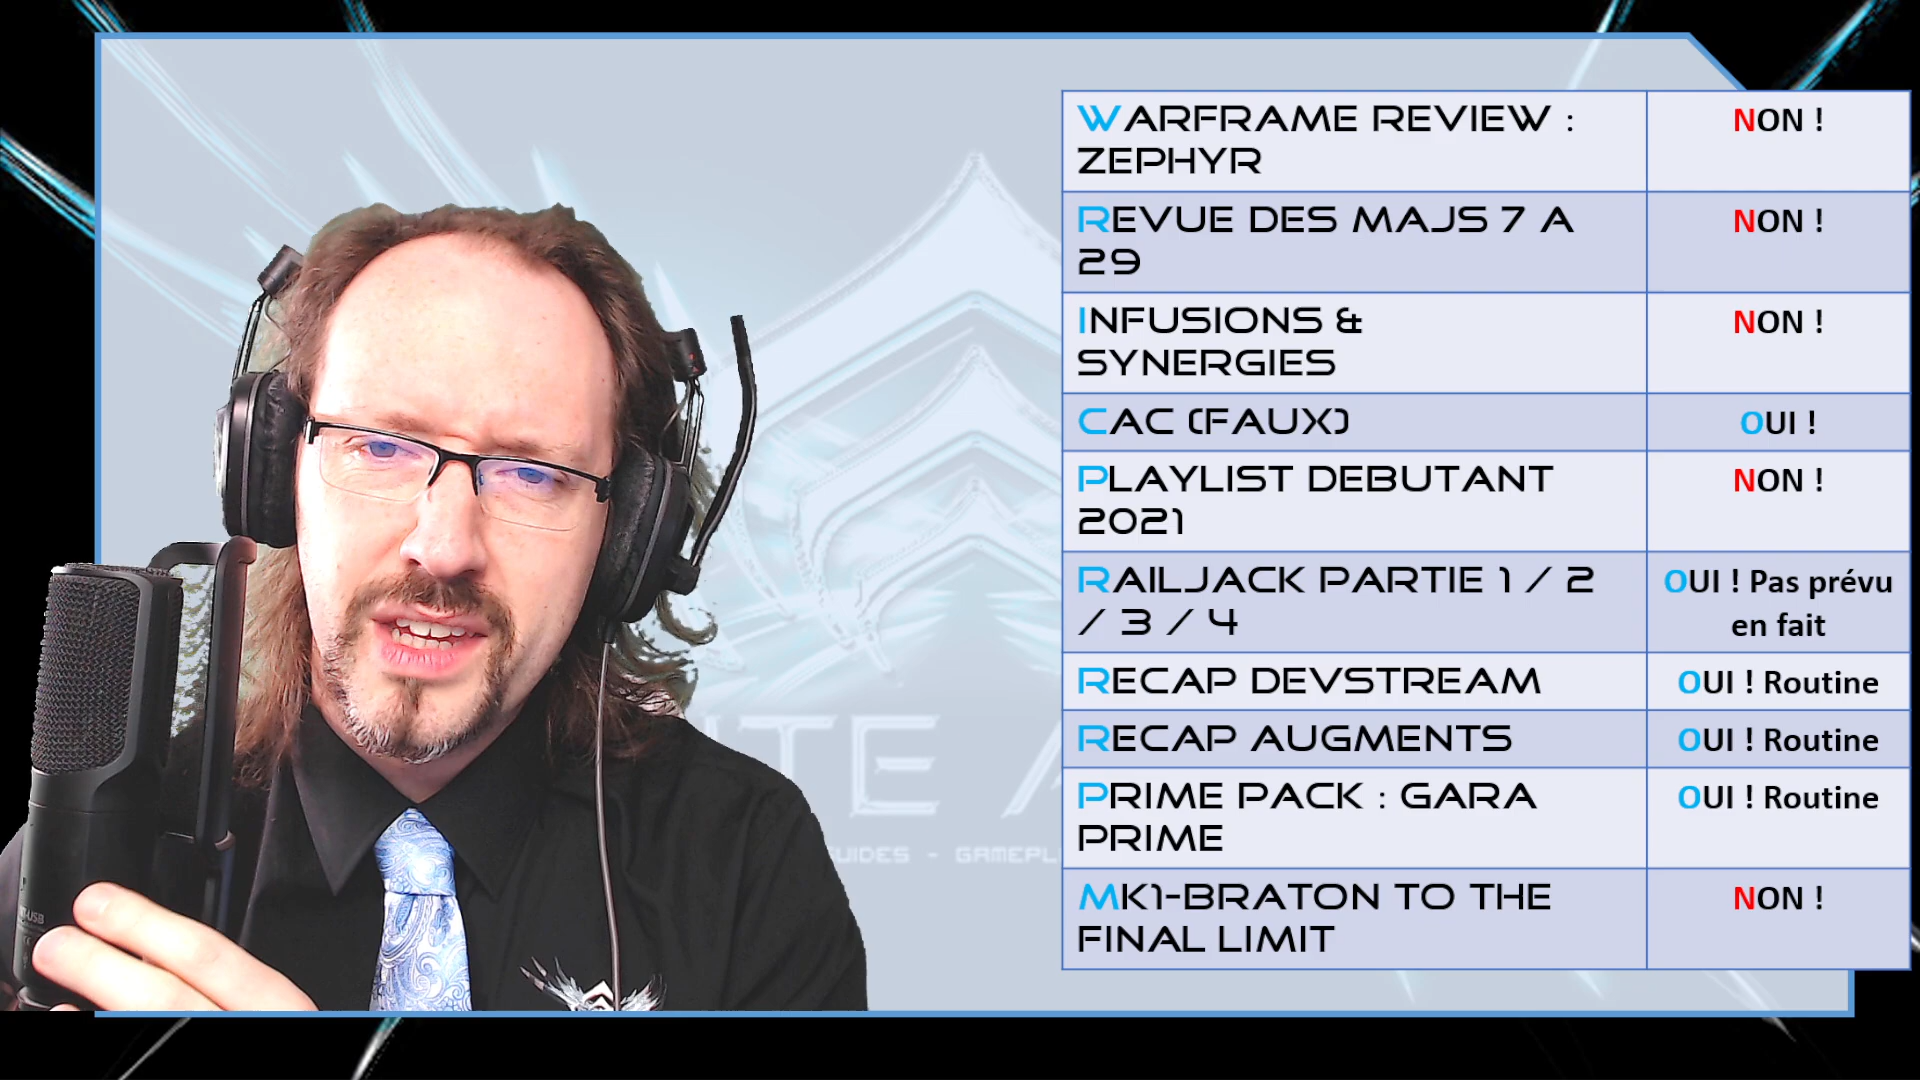 WARFRAME REVIEW :
ZEPHYR
NON !
REVUE DES MAJS 7 A
29
NON !
INFUSIONS &
SYNERGIES
NON !
CAC (FAUX)
OUI !
PLAYLIST DEBUTANT
2021
NON !
RAILJACK PARTIE 1 / 2
/ 3 / 4
OUI ! Pas prévu
en fait
RECAP DEVSTREAM
OUI ! Routine
RECAP AUGMENTS
OUI ! Routine
PRIME PACK : GARA
PRIME
OUI ! Routine
MK1-BRATON TO THE
FINAL LIMIT
NON !